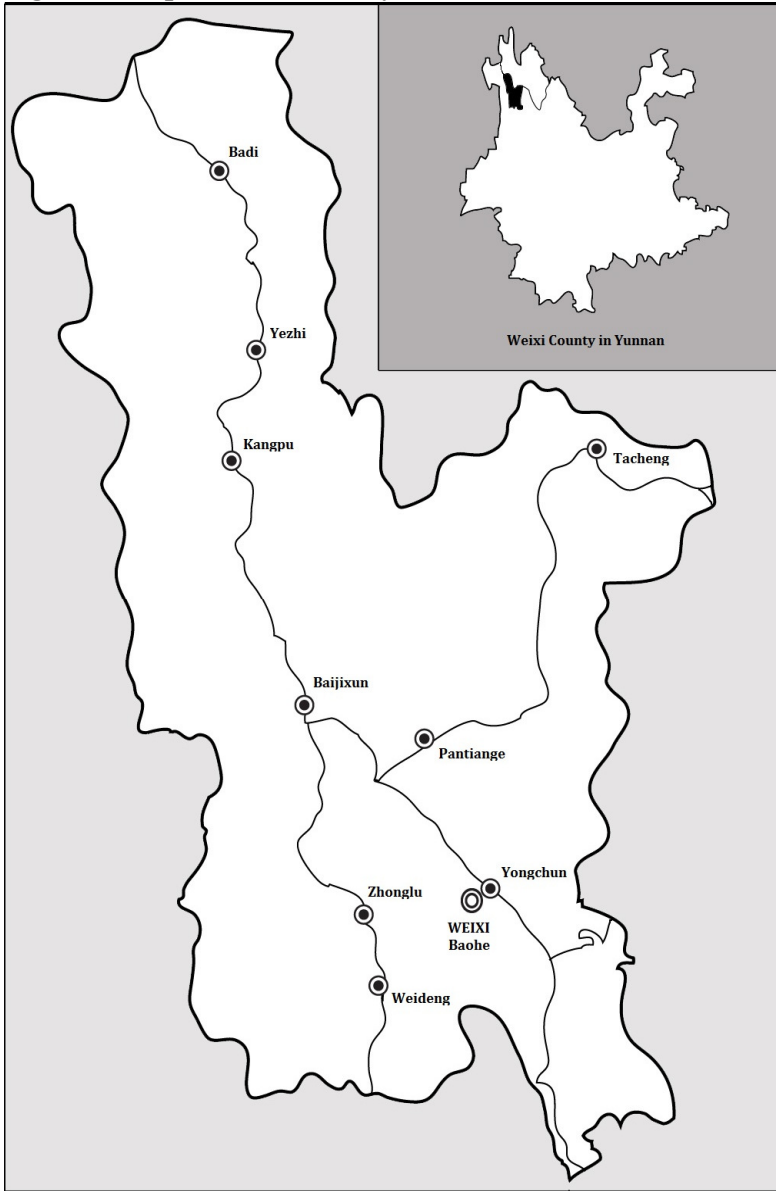 Badi
Yezhi
Weixi County in Yunnan
Kangpu
Tacheng
Baijixun
Pantiange
Yongchun
Zhonglu
WEIXI
Baohe
Weideng